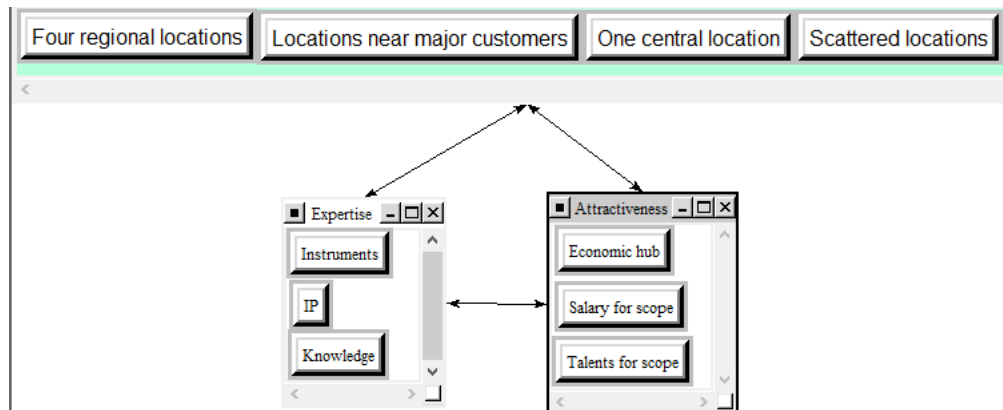 Four regional locations Locations near major customers One central location Scattered locations
Expertise Attractiveness
Instruments Economic hub
IP Salary for scope
Knowledge Talents for scope